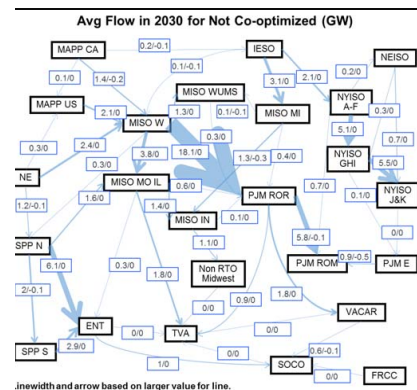 Avg Flow in 2030 for Not Co-optimized (GW)
MAPP CA
0.2/-0.1
IESO
NEISO
0.1/0
1.4/-0.2
0.1/-0.1
3.1/0
2.1/0
0.2/0
MAPP US
MISO WUMS
NYISO
A-F
0.3/0
2.1/0
1.3/0
0.1/-0.1
MISO MI
MISO W
5.1/0
0.7/0
0.3/0
2.4/0
3.8/0
18.1/0
0.3/0
1.3/-0.3
0.4/0
NYISO
GHI
5.5/0
0.3/0
NE
MISO MO IL
0.6/0
PJM ROR
0.7/0
0.1/0
NYISO
J&K
1.2/-0.1
1.6/0
1.4/0
MISO IN
0.1/0
5.8/-0.1
0/0
SPP N
1.1/0
6.1/0
0.3/0
1.8/0
Non RTO
Midwest
PJM ROM
0.9/-0.5
PJM E
2/-0.1
0.9/0
1.8/0
0/0
VACAR
ENT
0/0
TVA
0/0
SPP S
2.9/0
0/0
0.6/-0.1
1/0
SOCO
0/0
FRCC
.inewidth and arrow based on larger value for line.